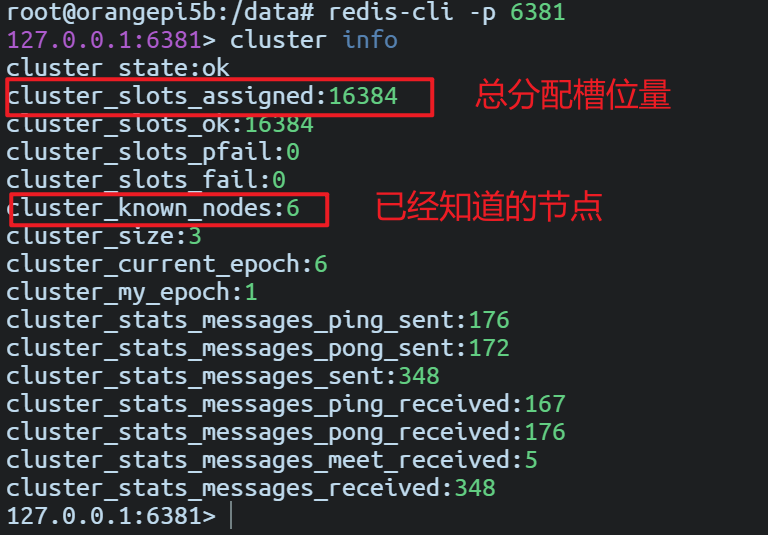 root@orangepi5b:/data# redis-cli -p 6381
127.0.0.1:6381> cluster info
cluster_state:ok
cluster_slots_assigned:16384 总分配槽位量
cluster_slots_ok:16384
cluster_slots_pfail:0
cluster_slots_fail:0
cluster_known_nodes:6 已经知道的节点
cluster_size:3
cluster_current_epoch:6
cluster_my_epoch:1
cluster_stats_messages_ping_sent:176
cluster_stats_messages_pong_sent:172
cluster_stats_messages_sent:348
cluster_stats_messages_ping_received:167
cluster_stats_messages_pong_received:176
cluster_stats_messages_meet_received:5
cluster_stats_messages_received:348
127.0.0.1:6381>